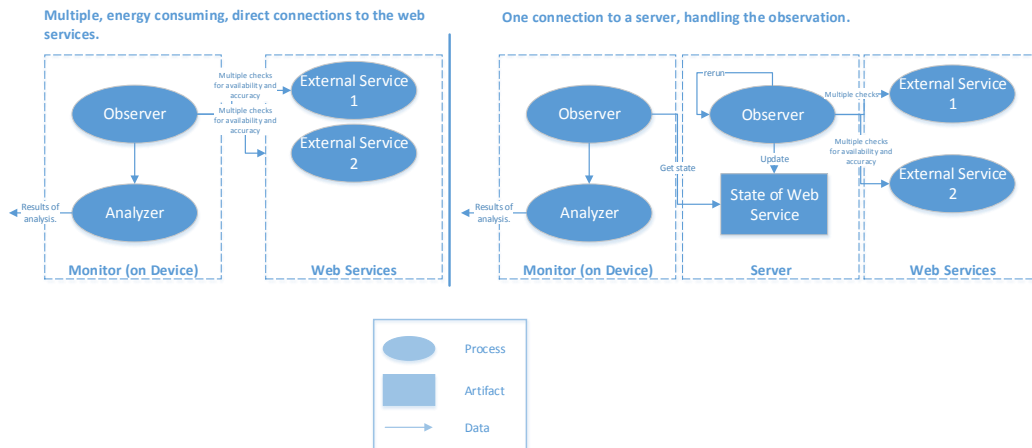 Multiple, energy consuming, direct connections to the web
services.
Observer
Analyzer
Results of
analysis.
Monitor (on Device)
Multiple checks
for availability and
accuracy
Multiple checks
for availability and
accuracy
External Service
1
External Service
2
Web Services
One connection to a server, handling the observation.
Observer
Analyzer
Results of
analysis.
Monitor (on Device)
Get state
rerun
Observer
Update
State of Web
Service
Server
Multiple checks
Multiple checks
for availability and
accuracy
External Service
1
External Service
2
Web Services
Process
Artifact
Data